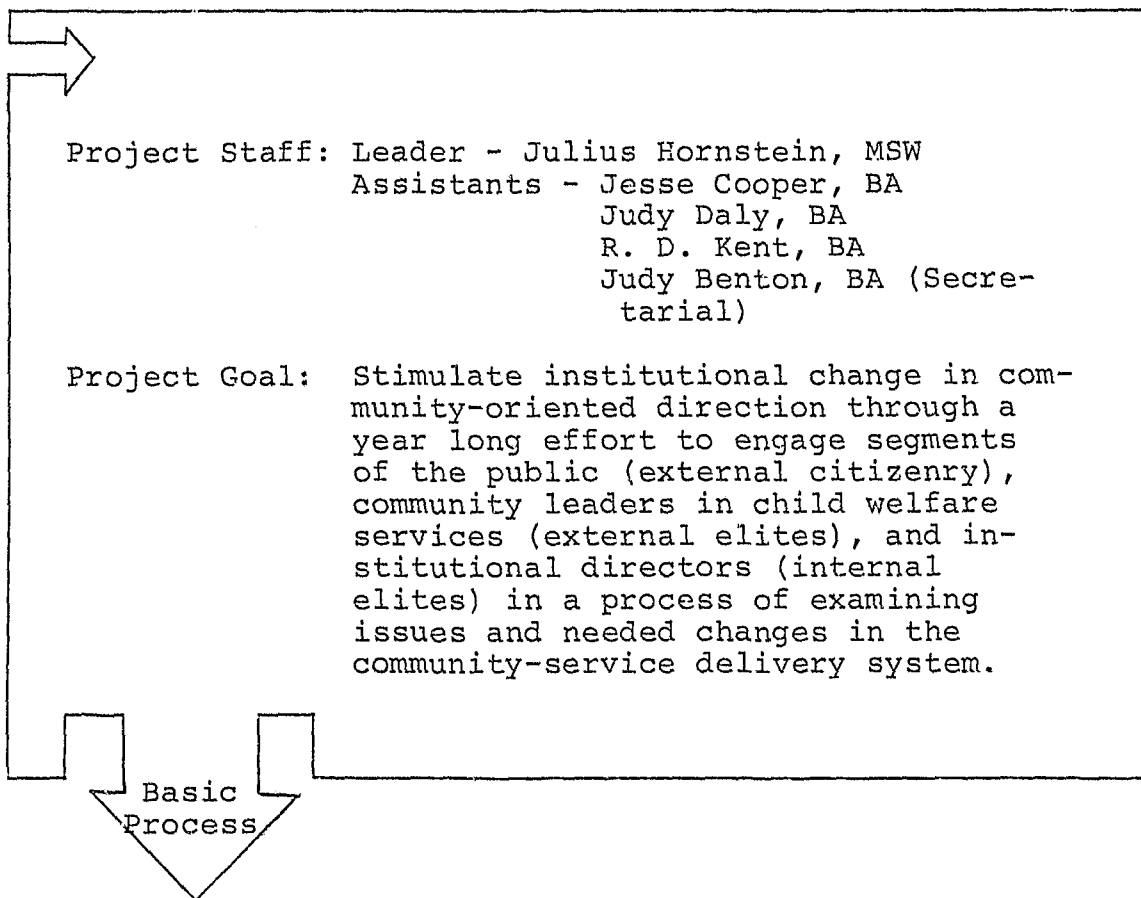 Project Staff: Leader - Julius Hornstein, MSW
Assistants - Jesse Cooper, BA
Judy Daly, BA
R. D. Kent, BA
Judy Benton, BA (Secre-
tarial)
Project Goal: Stimulate institutional change in com-
munity-oriented direction through a
year long effort to engage segments
of the public (external citizenry),
community leaders in child welfare
services (external elites), and in-
stitutional directors (internal
elites) in a process of examining
issues and needed changes in the
community-service delivery system.
Basic
Process